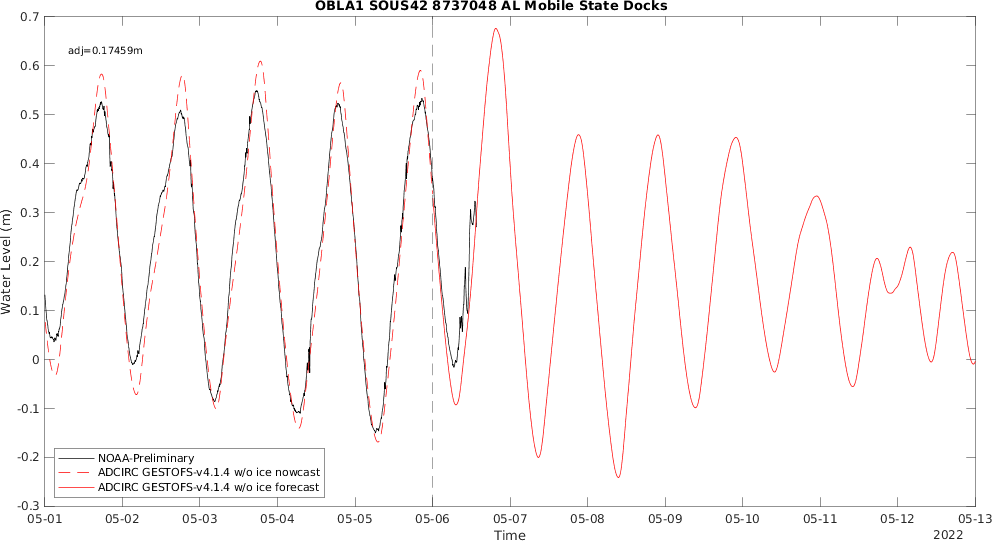 OBLA1 SOUS42 8737048 AL Mobile State Docks
adj=0.17459m
Water Level (m)
0.7
0.6
0.5
0.4
0.3
0.2
0.1
0
-0.1
-0.2
-0.3
NOAA-Preliminary
ADCIRC GESTOFS-v4.1.4 w/o ice nowcast
ADCIRC GESTOFS-v4.1.4 w/o ice forecast
05-01 05-02 05-03 05-04 05-05 05-06 05-07 05-08 05-09 05-10 05-11 05-12 05-13
Time
2022